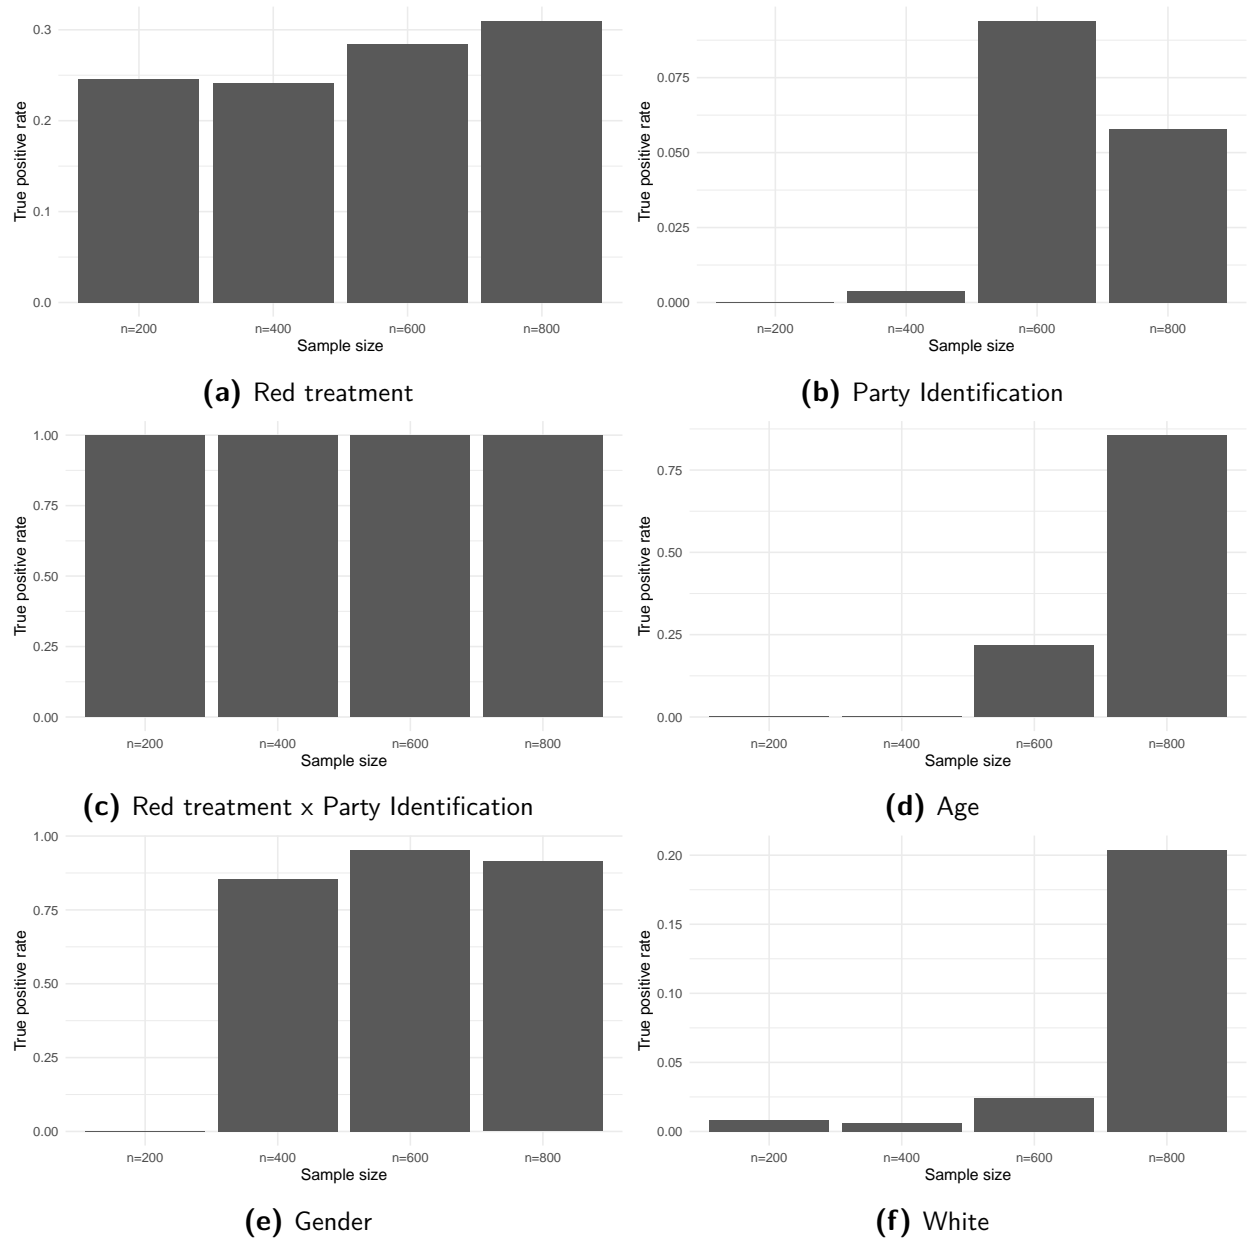 True positive rate
0.3
0.2
0.1
0.0
n=200 n=400 n=600 n=800
Sample size
(a) Red treatment
True positive rate
0.075
0.050
0.025
0.000
n=200 n=400 n=600 n=800
Sample size
(b) Party Identification
True positive rate
1.00
0.75
0.50
0.25
0.00
n=200 n=400 n=600 n=800
Sample size
(c) Red treatment x Party Identification
True positive rate
0.75
0.50
0.25
0.00
n=200 n=400 n=600 n=800
Sample size
(d) Age
True positive rate
1.00
0.75
0.50
0.25
0.00
n=200 n=400 n=600 n=800
Sample size
(e) Gender
True positive rate
0.20
0.15
0.10
0.05
0.00
n=200 n=400 n=600 n=800
Sample size
(f) White